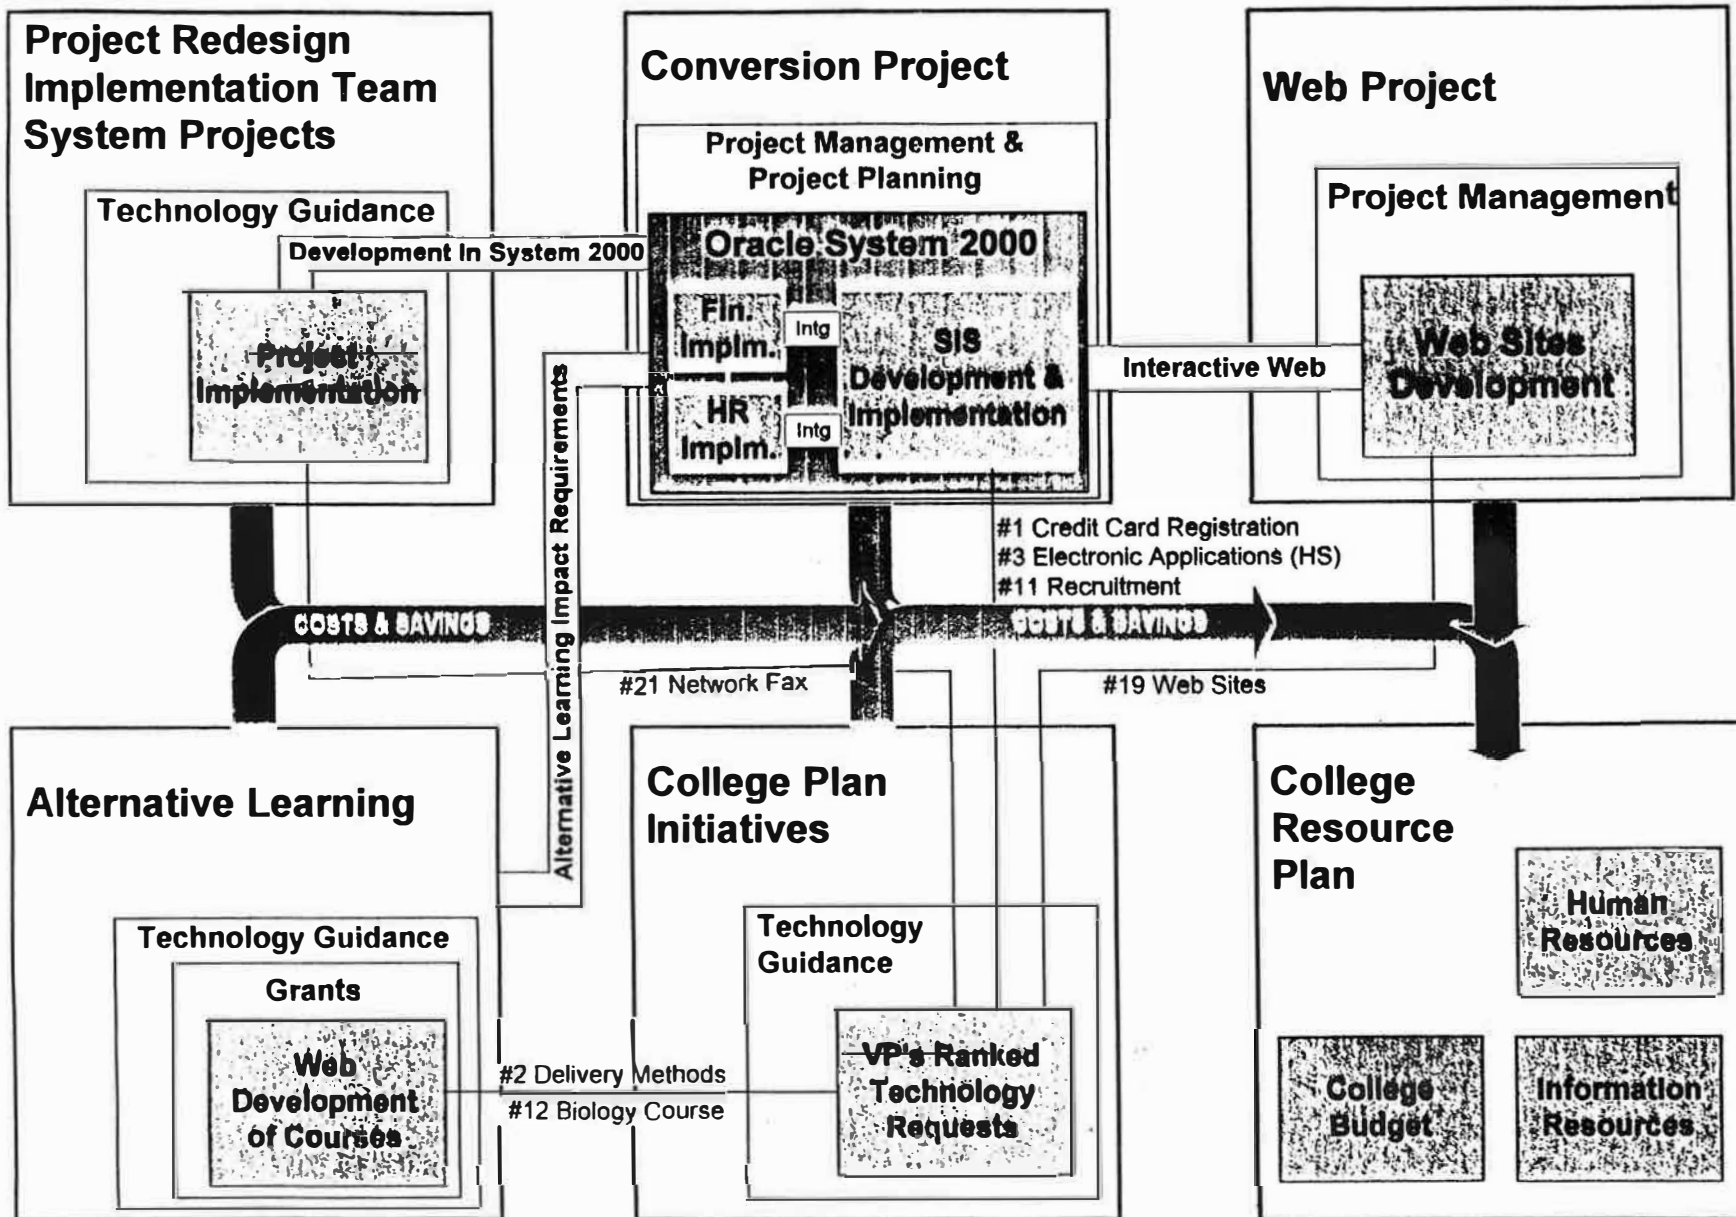 Project Redesign
Implementation Team
System Projects
Technology Guidance
Development In System 2000
Project
Implementation
Conversion Project
Project Management &
Project Planning
Oracle System 2000
Fin.
Implm.
Intg
SIS
Development &
Implementation
HR
Implm.
Intg
Interactive Web
Web Project
Project Management
Web Sites
Development
Alternative Learning Impact Requirements
#1 Credit Card Registration
#3 Electronic Applications (HS)
#11 Recruitment
COSTS & SAVINGS
COSTS & SAVINGS
#21 Network Fax
#19 Web Sites
Alternative Learning
Technology Guidance
Grants
Web
Development
of Courses
#2 Delivery Methods
#12 Biology Course
College Plan
Initiatives
Technology
Guidance
VP's Ranked
Technology
Requests
College
Resource
Plan
Human
Resources
College
Budget
Information
Resources